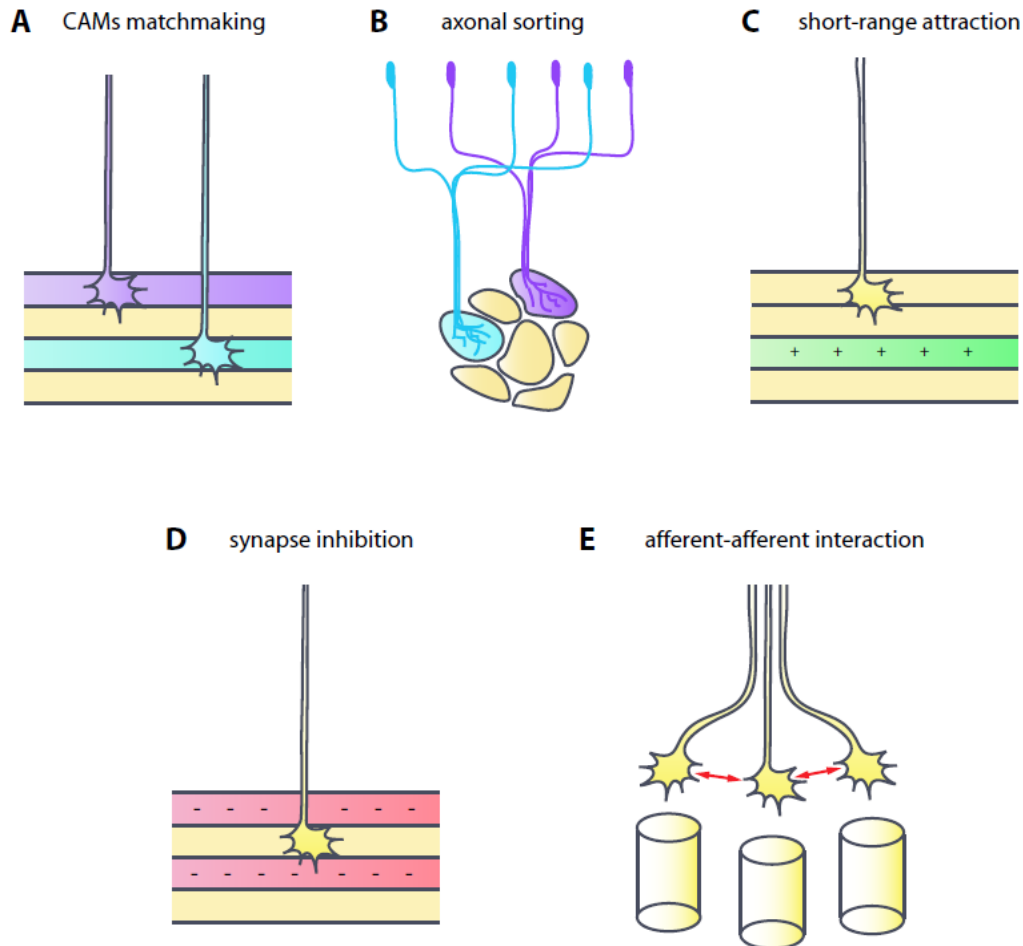 A CAMs matchmaking
B axonal sorting
C short-range attraction
+ + + + +
D synapse inhibition
- - - - - -
- - - - - - - -
E afferent-afferent interaction